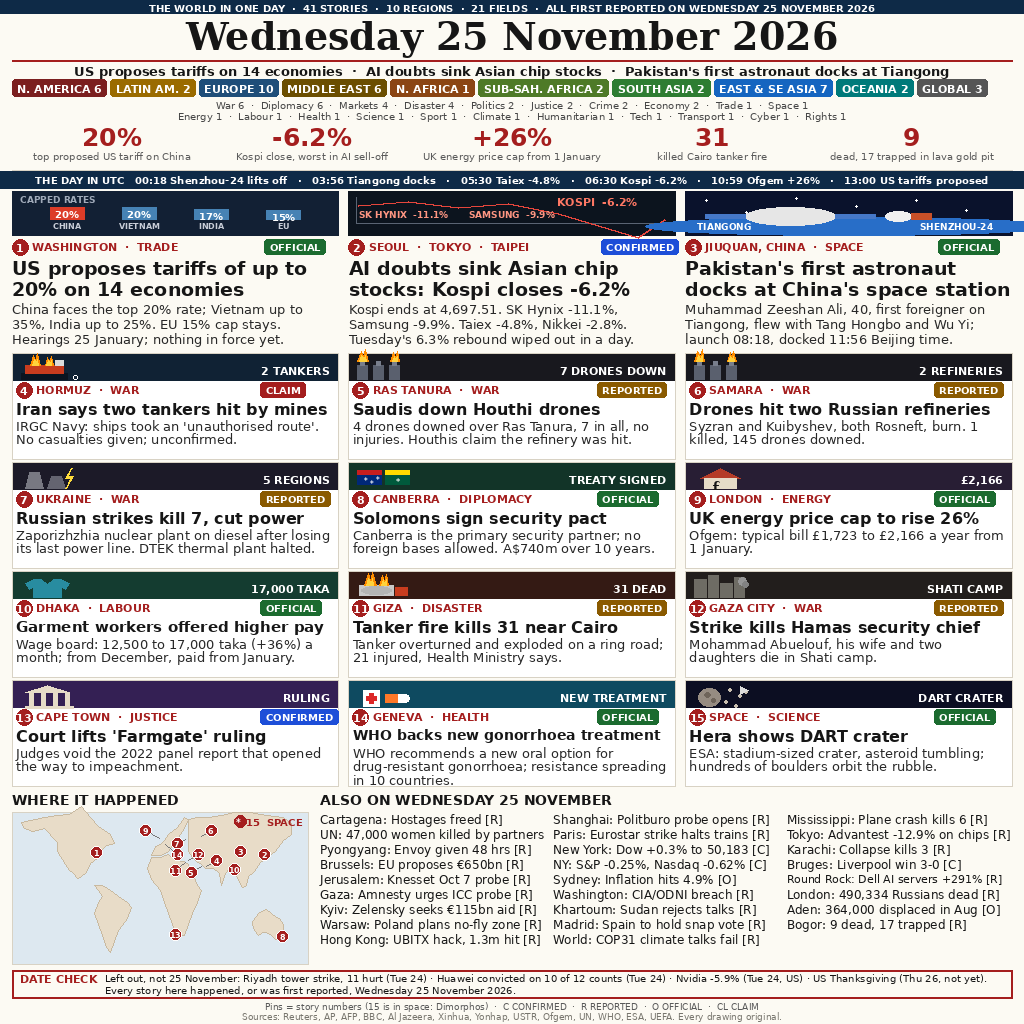 THE WORLD IN ONE DAY · 41 STORIES · 10 REGIONS · 21 FIELDS · ALL FIRST REPORTED ON WEDNESDAY 25 NOVEMBER 2026
Wednesday 25 November 2026
US proposes tariffs on 14 economies · AI doubts sink Asian chip stocks · Pakistan's first astronaut docks at Tiangong
N. AMERICA 6 LATIN AM. 2 EUROPE 10 MIDDLE EAST 6 N. AFRICA 1 SUB-SAH. AFRICA 2 SOUTH ASIA 2 EAST & SE ASIA 7 OCEANIA 2 GLOBAL 3
War 6 · Diplomacy 6 · Markets 4 · Disaster 4 · Politics 2 · Justice 2 · Crime 2 · Economy 2 · Trade 1 · Space 1
Energy 1 · Labour 1 · Health 1 · Science 1 · Sport 1 · Climate 1 · Humanitarian 1 · Tech 1 · Transport 1 · Cyber 1 · Rights 1
20% -6.2% +26% 31 9
top proposed US tariff on China Kospi close, worst in AI sell-off UK energy price cap from 1 January killed Cairo tanker fire dead, 17 trapped in lava gold pit
THE DAY IN UTC 00:18 Shenzhou-24 lifts off · 03:56 Tiangong docks · 05:30 Taiex -4.8% · 06:30 Kospi -6.2% · 10:59 Ofgem +26% · 13:00 US tariffs proposed
CAPPED RATES
20% 20% 17% 15%
CHINA VIETNAM INDIA EU
1 WASHINGTON · TRADE OFFICIAL
US proposes tariffs of up to
20% on 14 economies
China faces the top 20% rate; Vietnam up to
35%, India up to 25%. EU 15% cap stays.
Hearings 25 January; nothing in force yet.
KOSPI -6.2%
SK HYNIX -11.1% SAMSUNG -9.9%
2 SEOUL · TOKYO · TAIPEI CONFIRMED
AI doubts sink Asian chip
stocks: Kospi closes -6.2%
Kospi ends at 4,697.51. SK Hynix -11.1%,
Samsung -9.9%. Taiex -4.8%, Nikkei -2.8%.
Tuesday's 6.3% rebound wiped out in a day.
TIANGONG SHENZHOU-24
3 JIUQUAN, CHINA · SPACE OFFICIAL
Pakistan's first astronaut
docks at China's space station
Muhammad Zeeshan Ali, 40, first foreigner on
Tiangong, flew with Tang Hongbo and Wu Yi;
launch 08:18, docked 11:56 Beijing time.
2 TANKERS
4 HORMUZ · WAR CLAIM
Iran says two tankers hit by mines
IRGC Navy: ships took an 'unauthorised route'.
No casualties given; unconfirmed.
7 DRONES DOWN
5 RAS TANURA · WAR REPORTED
Saudis down Houthi drones
4 drones downed over Ras Tanura, 7 in all, no
injuries. Houthis claim the refinery was hit.
2 REFINERIES
6 SAMARA · WAR REPORTED
Drones hit two Russian refineries
Syzran and Kuibyshev, both Rosneft, burn. 1
killed, 145 drones downed.
5 REGIONS
7 UKRAINE · WAR REPORTED
Russian strikes kill 7, cut power
Zaporizhzhia nuclear plant on diesel after losing
its last power line. DTEK thermal plant halted.
TREATY SIGNED
8 CANBERRA · DIPLOMACY OFFICIAL
Solomons sign security pact
Canberra is the primary security partner; no
foreign bases allowed. A$740m over 10 years.
£
£2,166
9 LONDON · ENERGY OFFICIAL
UK energy price cap to rise 26%
Ofgem: typical bill £1,723 to £2,166 a year from
1 January.
17,000 TAKA
10 DHAKA · LABOUR OFFICIAL
Garment workers offered higher pay
Wage board: 12,500 to 17,000 taka (+36%) a
month; from December, paid from January.
31 DEAD
11 GIZA · DISASTER REPORTED
Tanker fire kills 31 near Cairo
Tanker overturned and exploded on a ring road;
21 injured, Health Ministry says.
SHATI CAMP
12 GAZA CITY · WAR REPORTED
Strike kills Hamas security chief
Mohammad Abuelouf, his wife and two
daughters die in Shati camp.
RULING
13 CAPE TOWN · JUSTICE CONFIRMED
Court lifts 'Farmgate' ruling
Judges void the 2022 panel report that opened
the way to impeachment.
NEW TREATMENT
14 GENEVA · HEALTH OFFICIAL
WHO backs new gonorrhoea treatment
WHO recommends a new oral option for
drug-resistant gonorrhoea; resistance spreading
in 10 countries.
DART CRATER
15 SPACE · SCIENCE OFFICIAL
Hera shows DART crater
ESA: stadium-sized crater, asteroid tumbling;
hundreds of boulders orbit the rubble.
WHERE IT HAPPENED
* 15 SPACE
9 6
7
1 14 12 3 2
4
11 5 10
13 8
ALSO ON WEDNESDAY 25 NOVEMBER
Cartagena: Hostages freed [R]
UN: 47,000 women killed by partners
Pyongyang: Envoy given 48 hrs [R]
Brussels: EU proposes €650bn [R]
Jerusalem: Knesset Oct 7 probe [R]
Gaza: Amnesty urges ICC probe [R]
Kyiv: Zelensky seeks €115bn aid [R]
Warsaw: Poland plans no-fly zone [R]
Hong Kong: UBITX hack, 1.3m hit [R]
Shanghai: Politburo probe opens [R]
Paris: Eurostar strike halts trains [R]
New York: Dow +0.3% to 50,183 [C]
NY: S&P -0.25%, Nasdaq -0.62% [C]
Sydney: Inflation hits 4.9% [O]
Washington: CIA/ODNI breach [R]
Khartoum: Sudan rejects talks [R]
Madrid: Spain to hold snap vote [R]
World: COP31 climate talks fail [R]
Mississippi: Plane crash kills 6 [R]
Tokyo: Advantest -12.9% on chips [R]
Karachi: Collapse kills 3 [R]
Bruges: Liverpool win 3-0 [C]
Round Rock: Dell AI servers +291% [R]
London: 490,334 Russians dead [R]
Aden: 364,000 displaced in Aug [O]
Bogor: 9 dead, 17 trapped [R]
DATE CHECK Left out, not 25 November: Riyadh tower strike, 11 hurt (Tue 24) · Huawei convicted on 10 of 12 counts (Tue 24) · Nvidia -5.9% (Tue 24, US) · US Thanksgiving (Thu 26, not yet).
Every story here happened, or was first reported, Wednesday 25 November 2026.
Pins = story numbers (15 is in space: Dimorphos) · C CONFIRMED · R REPORTED · O OFFICIAL · CL CLAIM
Sources: Reuters, AP, AFP, BBC, Al Jazeera, Xinhua, Yonhap, USTR, Ofgem, UN, WHO, ESA, UEFA. Every drawing original.